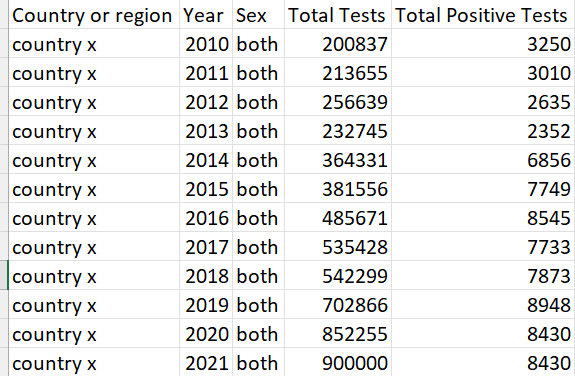 Country or region Year Sex Total Tests Total Positive Tests
country x 2010 both 200837 3250
country x 2011 both 213655 3010
country x 2012 both 256639 2635
country x 2013 both 232745 2352
country x 2014 both 364331 6856
country x 2015 both 381556 7749
country x 2016 both 485671 8545
country x 2017 both 535428 7733
country x 2018 both 542299 7873
country x 2019 both 702866 8948
country x 2020 both 852255 8430
country x 2021 both 900000 8430